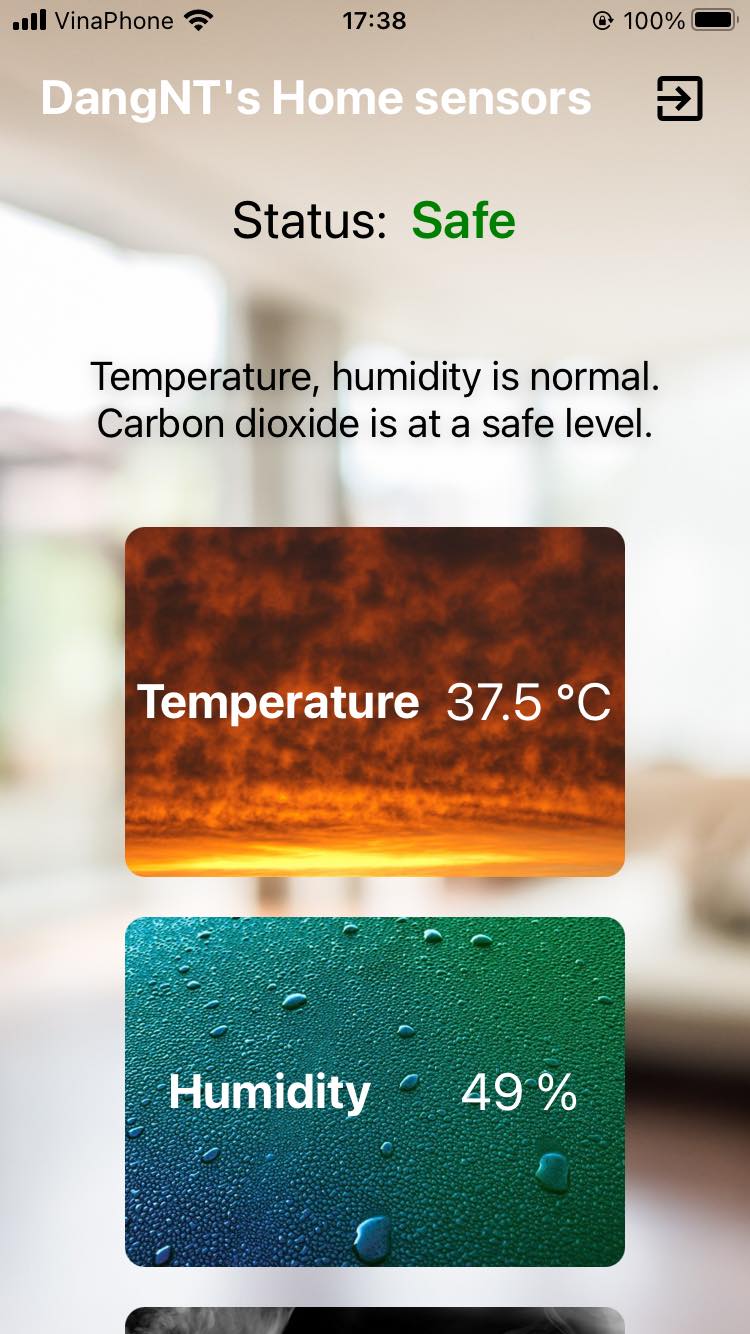 VinaPhone 17:38 100%
DangNT's Home sensors
Status: Safe
Temperature, humidity is normal.
Carbon dioxide is at a safe level.
Temperature 37.5 °C
Humidity 49 %